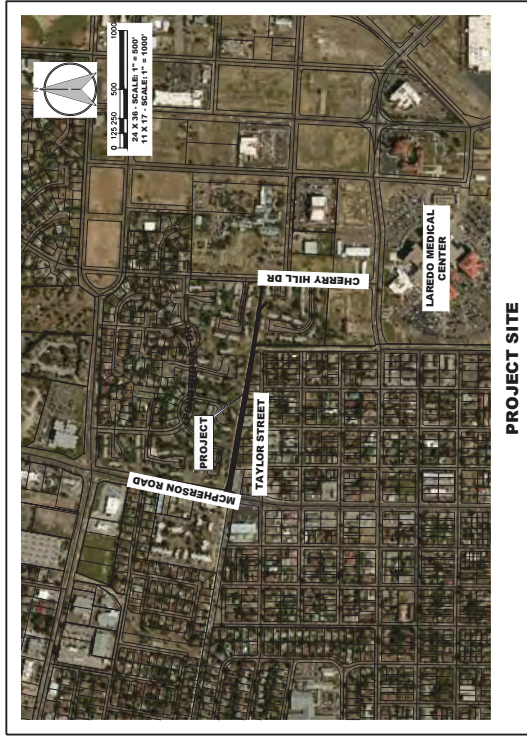 N
0 125 250 500 1000
24 X 36 - SCALE: 1" = 500'
11 X 17 - SCALE: 1" = 1000'
MCPHERSON ROAD
PROJECT
TAYLOR STREET
CHERRY HILL DR
LAREDO MEDICAL
CENTER
PROJECT SITE